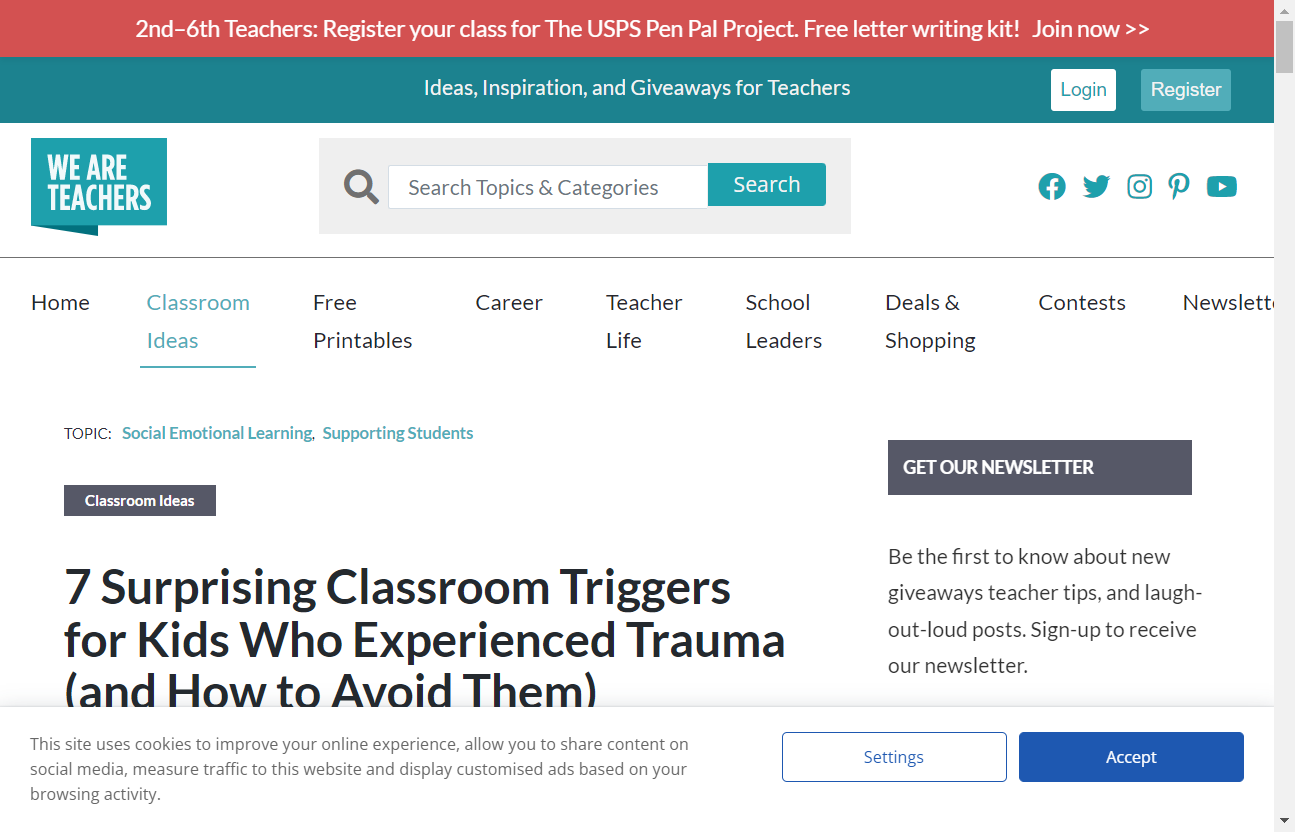 2nd–6th Teachers: Register your class for The USPS Pen Pal Project. Free letter writing kit! Join now >>
Ideas, Inspiration, and Giveaways for Teachers
Login
Register
WE ARE
TEACHERS
Search Topics & Categories
Search
Home
Classroom
Ideas
Free
Printables
Career
Teacher
Life
School
Leaders
Deals &
Shopping
Contests
TOPIC: Social Emotional Learning, Supporting Students
Classroom Ideas
7 Surprising Classroom Triggers
for Kids Who Experienced Trauma
(and How to Avoid Them)
GET OUR NEWSLETTER
Be the first to know about new
giveaways teacher tips, and laugh-
out-loud posts. Sign-up to receive
our newsletter.
This site uses cookies to improve your online experience, allow you to share content on
social media, measure traffic to this website and display customised ads based on your
browsing activity.
Settings
Accept